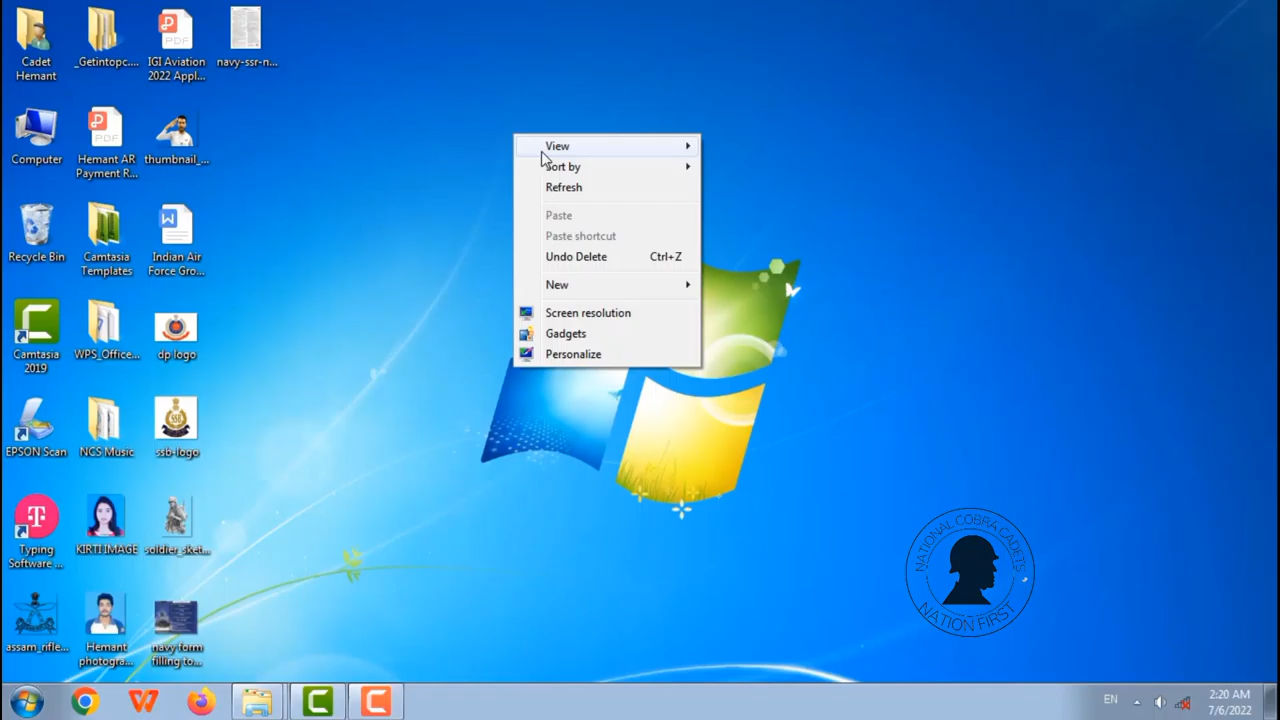 Cadet
Hemant
_Getintopc....
IGI Aviation
2022 Appl...
navy-ssr-n...
PDF
Computer
Hemant AR
Payment R...
thumbnail_...
PDF
Recycle Bin
Camtasia
Templates
Indian Air
Force Gro...
W
Camtasia
2019
WPS_Office...
dp logo
EPSON Scan
NCS Music
ssb-logo
SSB
T
Typing
Software ...
KIRTI IMAGE
soldier_sket...
assam_rifle...
Hemant
photogra...
navy form
filling to...
View
Sort by
Refresh
Paste
Paste shortcut
Undo Delete Ctrl+Z
New
Screen resolution
Gadgets
Personalize
NATIONAL COBRA CADETS
NATION FIRST
EN
2:20 AM
7/6/2022